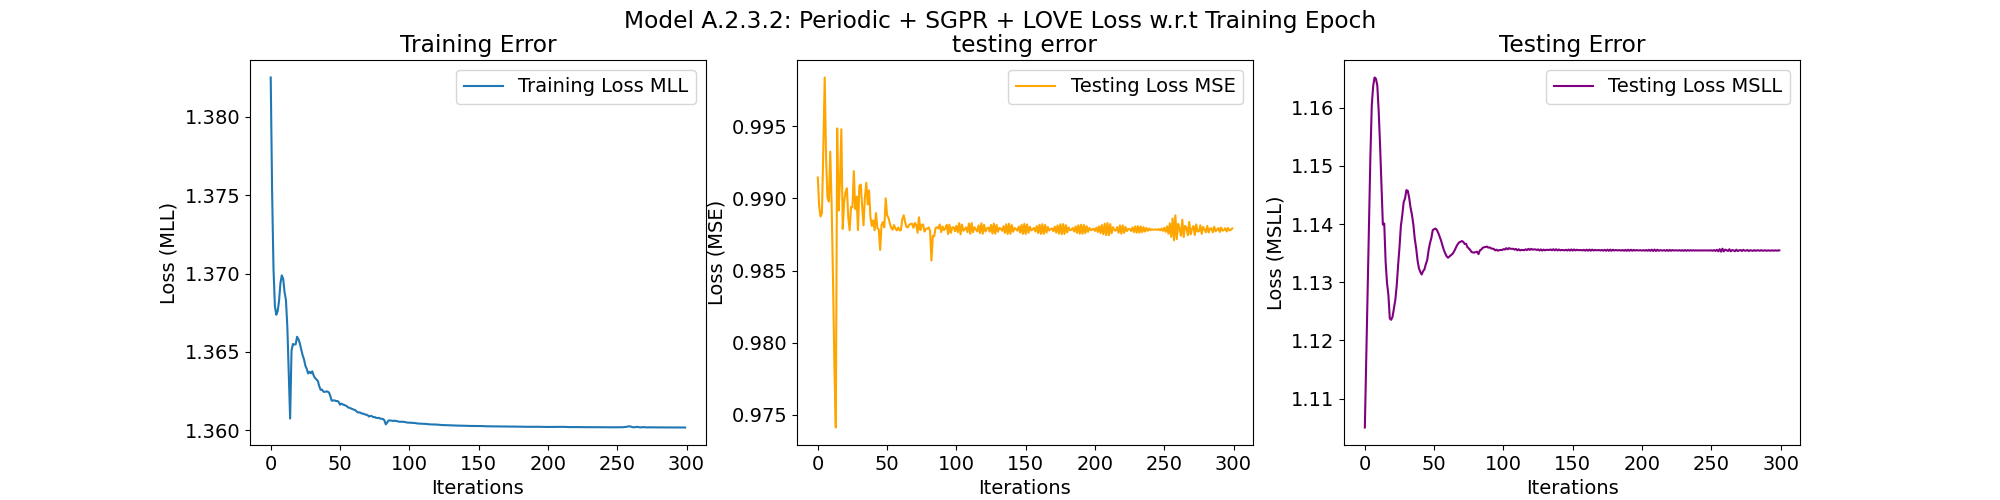 Model A.2.3.2: Periodic + SGPR + LOVE Loss w.r.t Training Epoch
Training Error
Training Loss MLL
Loss (MLL)
1.380
1.375
1.370
1.365
1.360
0 50 100 150 200 250 300
Iterations
testing error
Testing Loss MSE
Loss (MSE)
0.995
0.990
0.985
0.980
0.975
0 50 100 150 200 250 300
Iterations
Testing Error
Testing Loss MSLL
Loss (MSLL)
1.16
1.15
1.14
1.13
1.12
1.11
0 50 100 150 200 250 300
Iterations